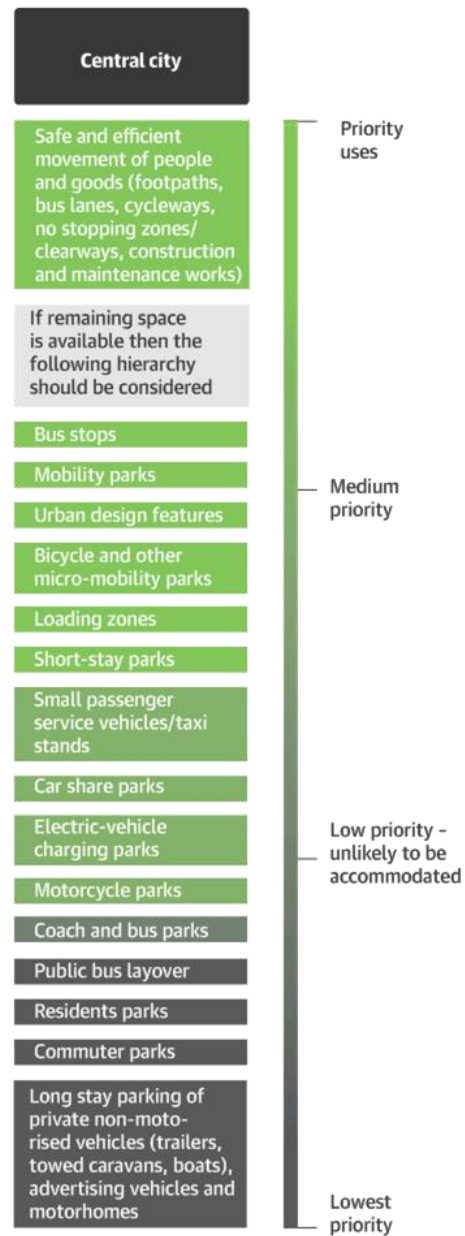 Central city
Safe and efficient
movement of people
and goods (footpaths,
bus lanes, cycleways,
no stopping zones/
clearways, construction
and maintenance works)
Priority
uses
If remaining space
is available then the
following hierarchy
should be considered
Bus stops
Mobility parks
Medium
priority
Urban design features
Bicycle and other
micro-mobility parks
Loading zones
Short-stay parks
Small passenger
service vehicles/taxi
stands
Car share parks
Electric-vehicle
charging parks
Low priority –
unlikely to be
accommodated
Motorcycle parks
Coach and bus parks
Public bus layover
Residents parks
Commuter parks
Long stay parking of
private non-moto-
rised vehicles (trailers,
towed caravans, boats),
advertising vehicles and
motorhomes
Lowest
priority